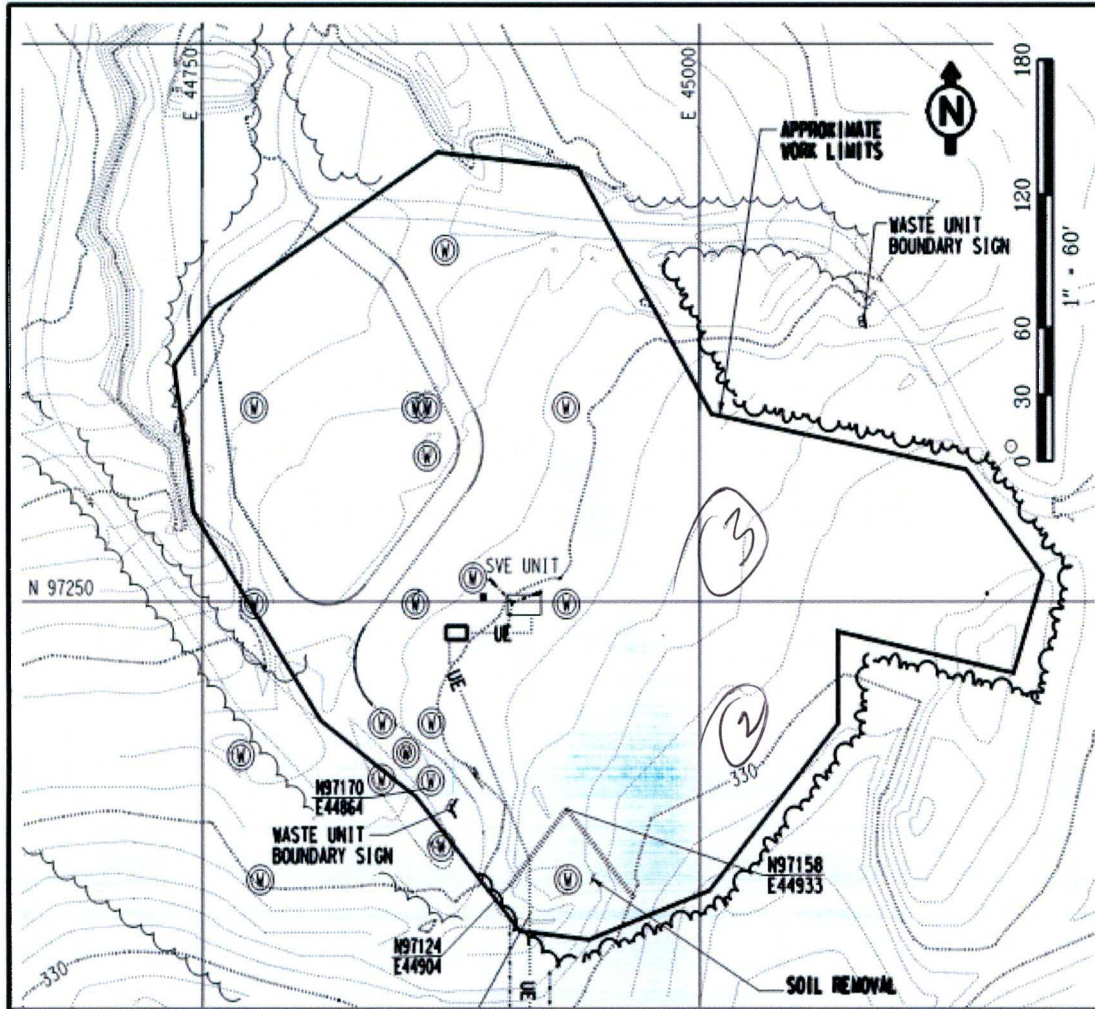 E 44750
E 45000
180
120
60
30
0
1" - 60'
N
APPROXIMATE
WORK LIMITS
WASTE UNIT
BOUNDARY SIGN
W
W
W W
W
W
3
SVE UNIT
W
N 97250
W
W
W
UE
UE
W
W
W
2
W
W
W
330
N97170
E44864
WASTE UNIT
BOUNDARY SIGN
W
W
W
N97158
E44933
N97124
E44904
330
UE
SOIL REMOVAL